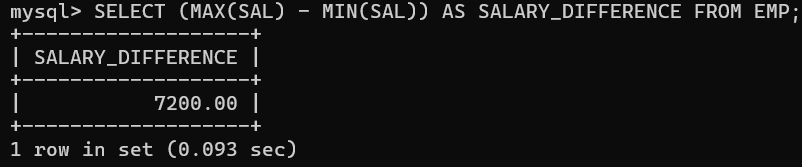 mysql> SELECT (MAX(SAL) - MIN(SAL)) AS SALARY_DIFFERENCE FROM EMP;
+-------------------+
| SALARY_DIFFERENCE |
+-------------------+
|           7200.00 |
+-------------------+
1 row in set (0.093 sec)